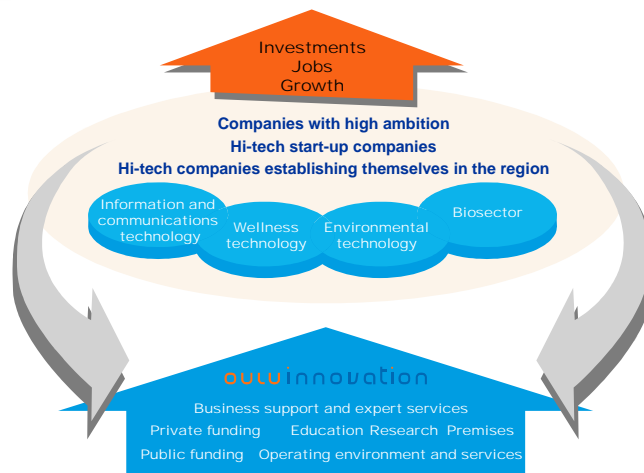 Investments
Jobs
Growth
Companies with high ambition
Hi-tech start-up companies
Hi-tech companies establishing themselves in the region
Information and
communications
technology
Wellness
technology
Environmental
technology
Biosector
ouluinnovation
Business support and expert services
Private funding Education Research Premises
Public funding Operating environment and services